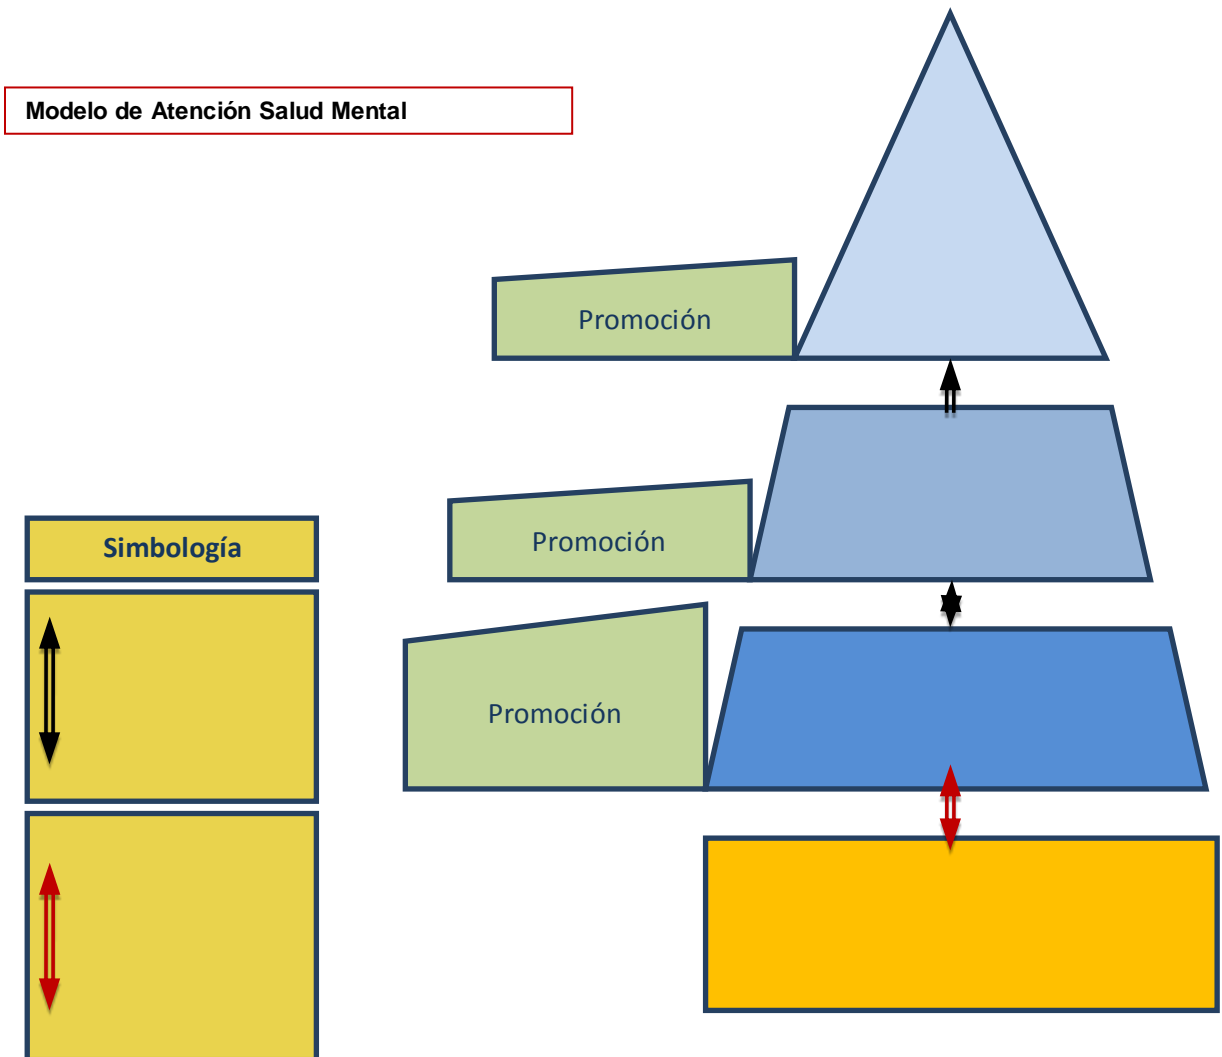 Modelo de Atención Salud Mental
Promoción
Promoción
Simbología
Promoción